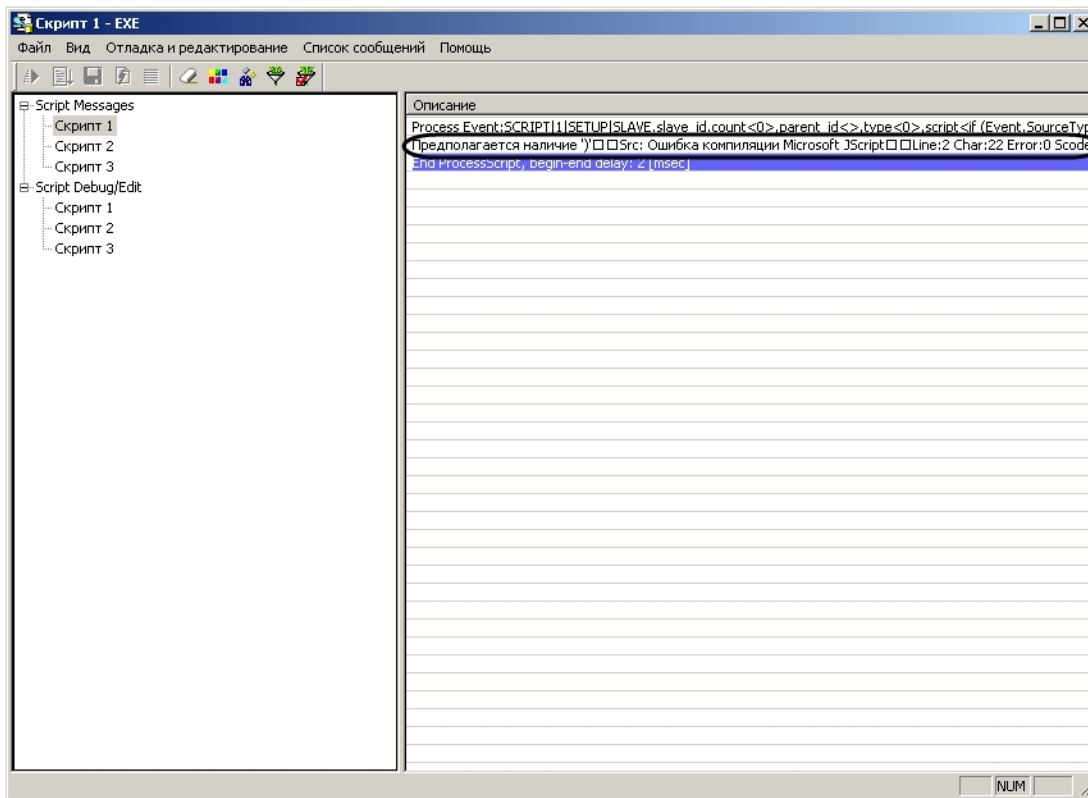 Скрипт 1 - EXE
Файл Вид Отладка и редактирование Список сообщений Помощь
Script Messages
Скрипт 1
Скрипт 2
Скрипт 3
Script Debug/Edit
Скрипт 1
Скрипт 2
Скрипт 3
Описание
Process Event:SCRIPT|1|SETUP|SLAVE.slave_id.count<0>,parent_id<>,type<0>,script<if (Event.SourceTyp
Предполагается наличие ')'□□Src: Ошибка компиляции Microsoft JScript□□Line:2 Char:22 Error:0 Scode
End ProcessScript, begin-end delay: 2 [msec]
NUM